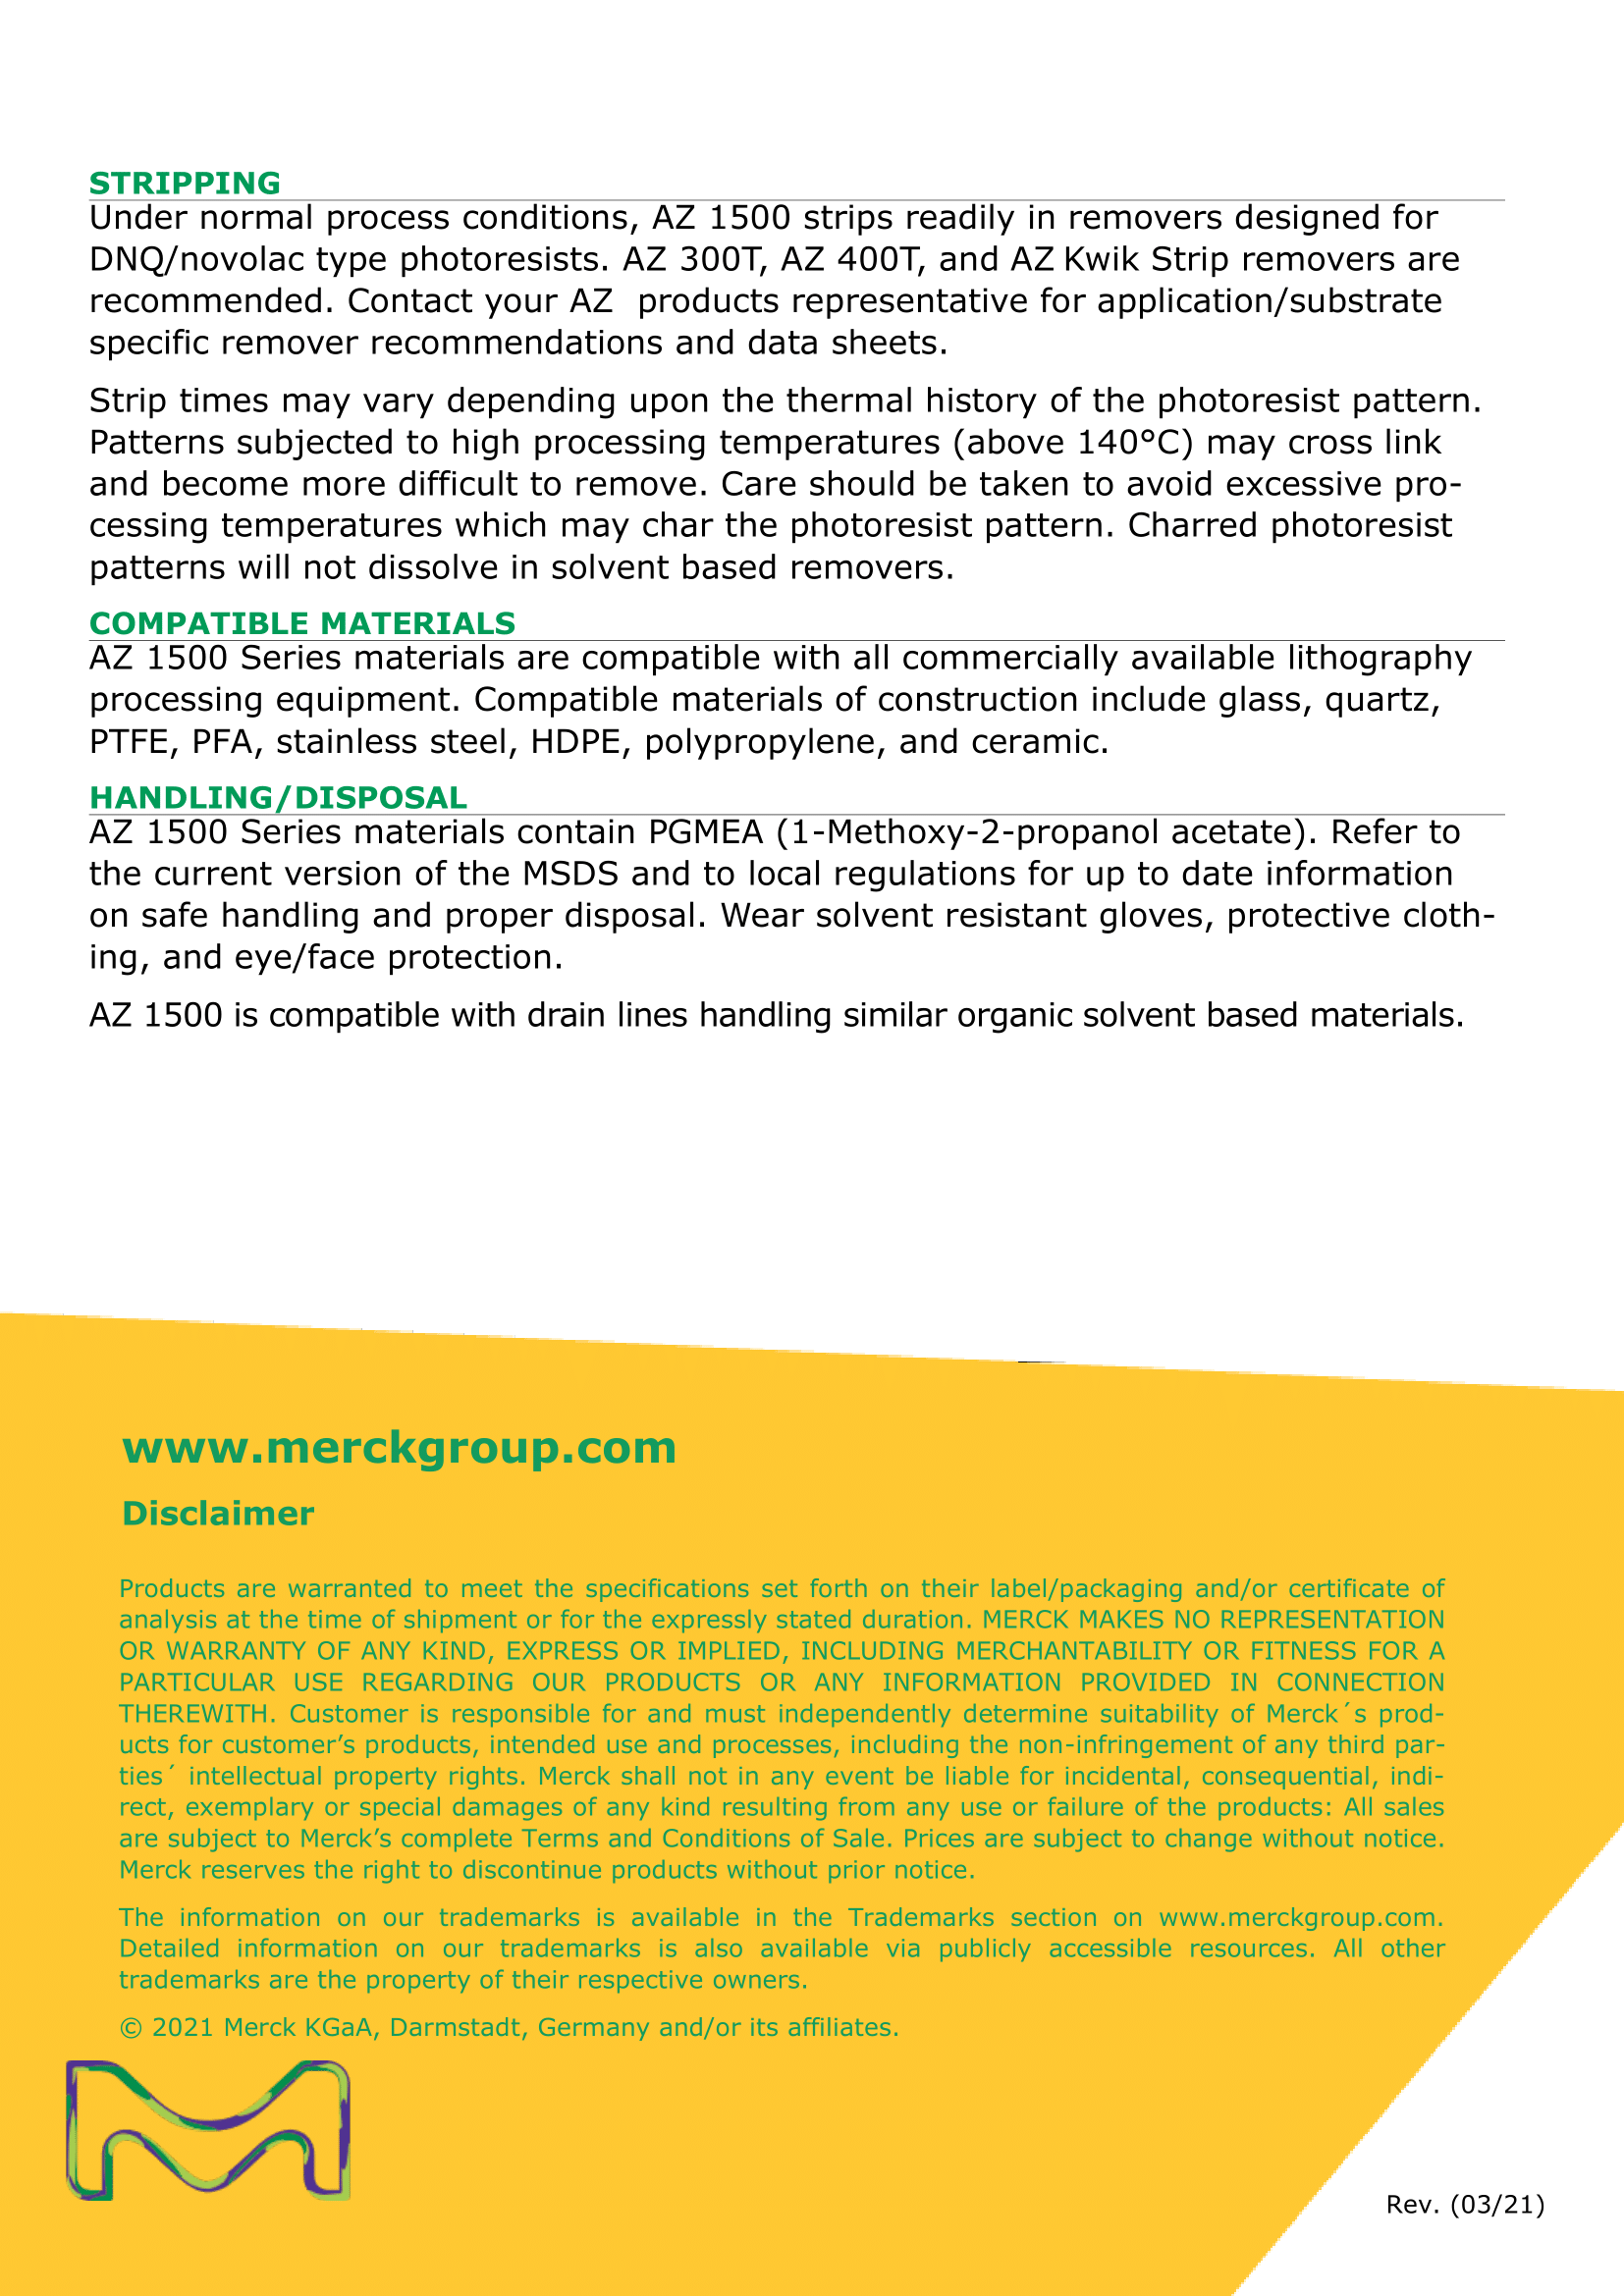 STRIPPING
Under normal process conditions, AZ 1500 strips readily in removers designed for
DNQ/novolac type photoresists. AZ 300T, AZ 400T, and AZ Kwik Strip removers are
recommended. Contact your AZ  products representative for application/substrate
specific remover recommendations and data sheets.
Strip times may vary depending upon the thermal history of the photoresist pattern.
Patterns subjected to high processing temperatures (above 140°C) may cross link
and become more difficult to remove. Care should be taken to avoid excessive pro-
cessing temperatures which may char the photoresist pattern. Charred photoresist
patterns will not dissolve in solvent based removers.
COMPATIBLE MATERIALS
AZ 1500 Series materials are compatible with all commercially available lithography
processing equipment. Compatible materials of construction include glass, quartz,
PTFE, PFA, stainless steel, HDPE, polypropylene, and ceramic.
HANDLING/DISPOSAL
AZ 1500 Series materials contain PGMEA (1-Methoxy-2-propanol acetate). Refer to
the current version of the MSDS and to local regulations for up to date information
on safe handling and proper disposal. Wear solvent resistant gloves, protective cloth-
ing, and eye/face protection.
AZ 1500 is compatible with drain lines handling similar organic solvent based materials.
www.merckgroup.com
Disclaimer
Products are warranted to meet the specifications set forth on their label/packaging and/or certificate of
analysis at the time of shipment or for the expressly stated duration. MERCK MAKES NO REPRESENTATION
OR WARRANTY OF ANY KIND, EXPRESS OR IMPLIED, INCLUDING MERCHANTABILITY OR FITNESS FOR A
PARTICULAR USE REGARDING OUR PRODUCTS OR ANY INFORMATION PROVIDED IN CONNECTION
THEREWITH. Customer is responsible for and must independently determine suitability of Merck´s prod-
ucts for customer’s products, intended use and processes, including the non-infringement of any third par-
ties´ intellectual property rights. Merck shall not in any event be liable for incidental, consequential, indi-
rect, exemplary or special damages of any kind resulting from any use or failure of the products: All sales
are subject to Merck’s complete Terms and Conditions of Sale. Prices are subject to change without notice.
Merck reserves the right to discontinue products without prior notice.
The information on our trademarks is available in the Trademarks section on www.merckgroup.com.
Detailed information on our trademarks is also available via publicly accessible resources. All other
trademarks are the property of their respective owners.
© 2021 Merck KGaA, Darmstadt, Germany and/or its affiliates.
Rev. (03/21)